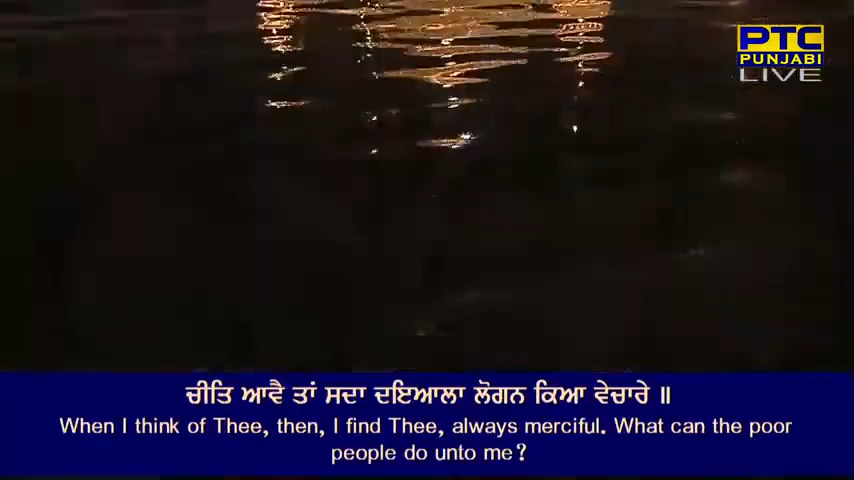 PTC
PUNJABI
LIVE
ਚੀਤਿ ਆਵੈ ਤਾਂ ਸਦਾ ਦਇਆਲਾ ਲੋਗਨ ਕਿਆ ਵੇਚਾਰੇ ॥
When I think of Thee, then, I find Thee, always merciful. What can the poor
people do unto me?